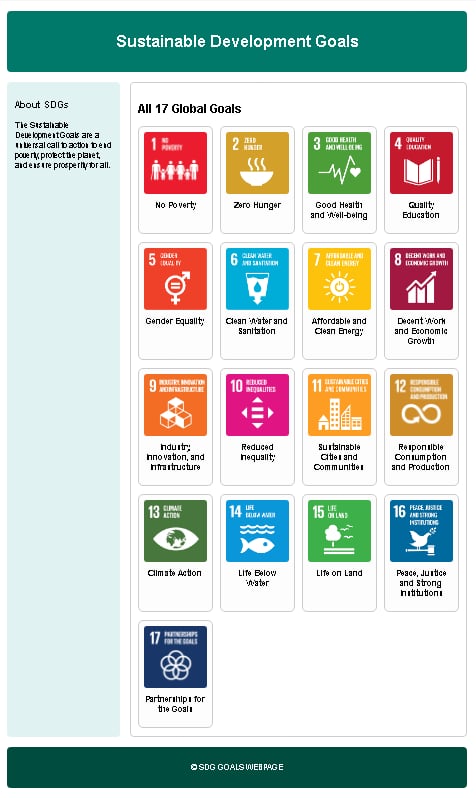 Sustainable Development Goals
About SDGs
The Sustainable
Development Goals are a
universal call to action to end
poverty, protect the planet,
and ensure prosperity for all.
All 17 Global Goals
1 NO
POVERTY
No Poverty
2 ZERO
HUNGER
Zero Hunger
3 GOOD HEALTH
AND WELL-BEING
Good Health
and Well-being
4 QUALITY
EDUCATION
Quality
Education
5 GENDER
EQUALITY
Gender Equality
6 CLEAN WATER
AND SANITATION
Clean Water and
Sanitation
7 AFFORDABLE AND
CLEAN ENERGY
Affordable and
Clean Energy
8 DECENT WORK AND
ECONOMIC GROWTH
Decent Work
and Economic
Growth
9 INDUSTRY, INNOVATION
AND INFRASTRUCTURE
Industry,
Innovation, and
Infrastructure
10 REDUCED
INEQUALITIES
Reduced
Inequality
11 SUSTAINABLE CITIES
AND COMMUNITIES
Sustainable
Cities and
Communities
12 RESPONSIBLE
CONSUMPTION
AND PRODUCTION
Responsible
Consumption
and Production
13 CLIMATE
ACTION
Climate Action
14 LIFE
BELOW WATER
Life Below
Water
15 LIFE
ON LAND
Life on Land
16 PEACE, JUSTICE
AND STRONG
INSTITUTIONS
Peace, Justice
and Strong
Institutions
17 PARTNERSHIPS
FOR THE GOALS
Partnerships for
the Goals
© SDG GOALS WEBPAGE